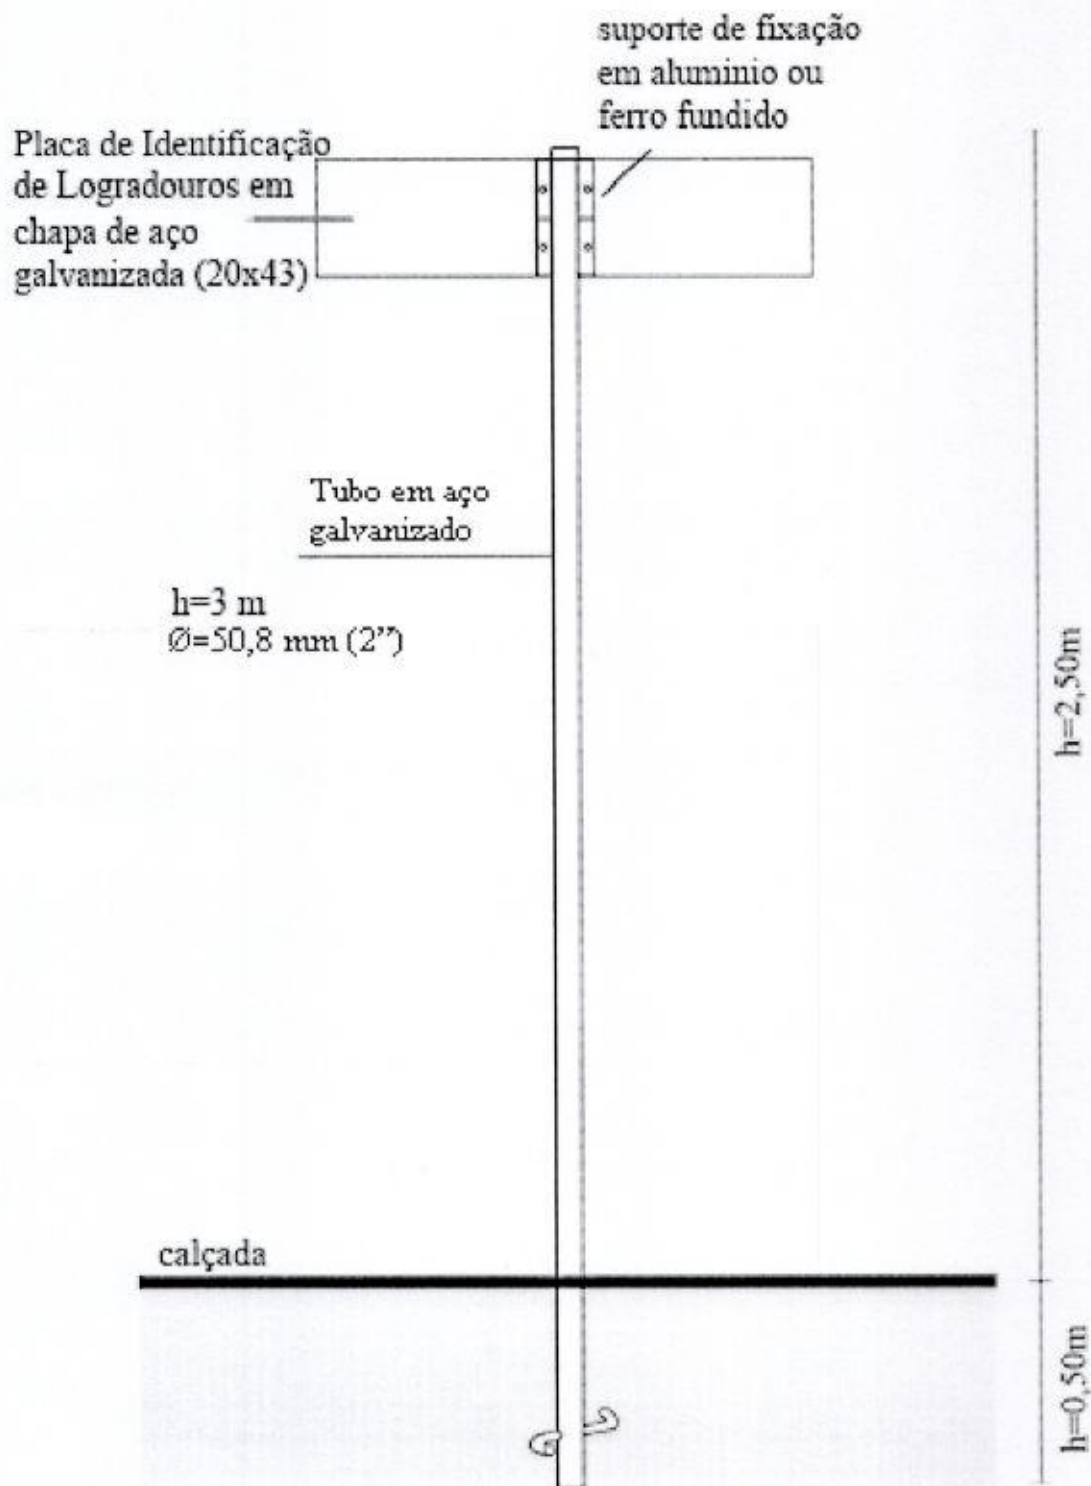 suporte de fixação
em aluminio ou
ferro fundido
Placa de Identificação
de Logradouros em
chapa de aço
galvanizada (20x43)
Tubo em aço
galvanizado
h=3 m
Ø=50,8 mm (2”)
h=2,50m
calçada
h=0,50m